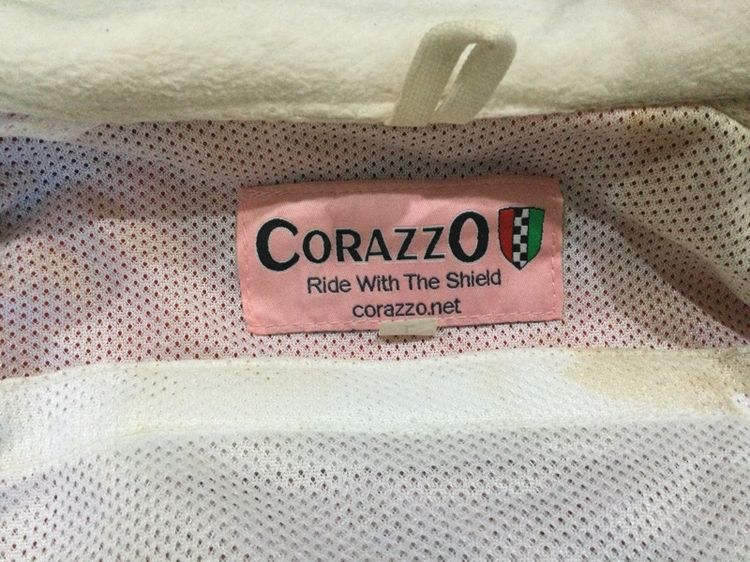 CORAZZO
Ride With The Shield
corazzo.net